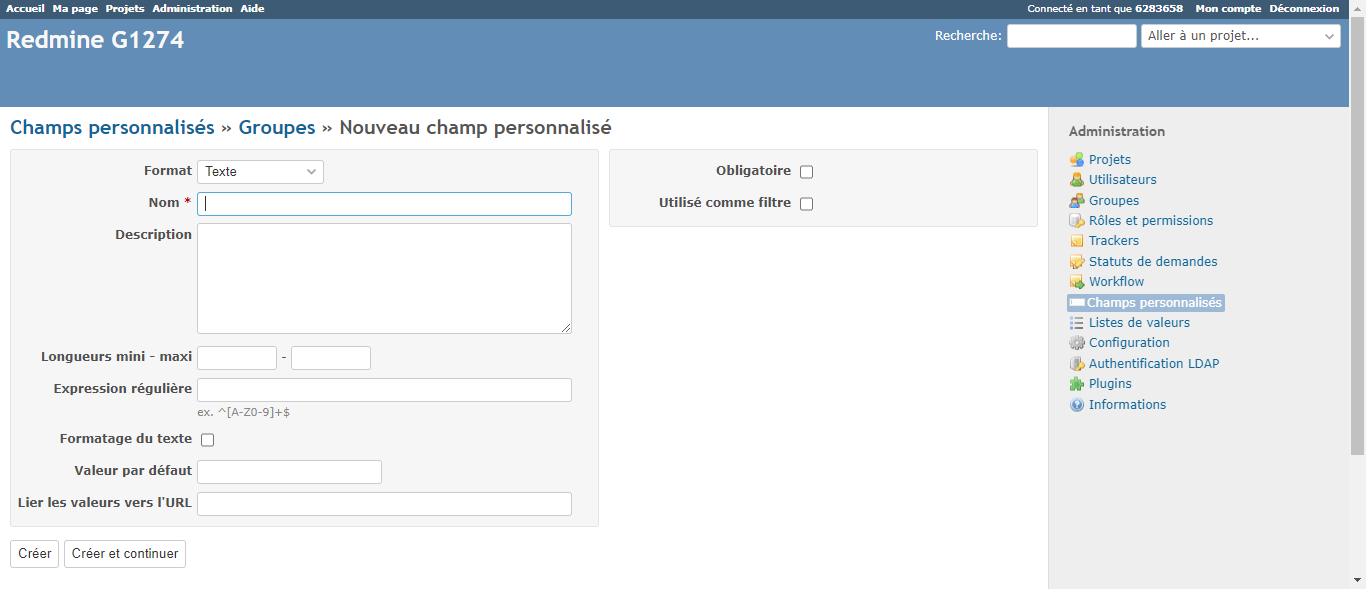 Accueil Ma page Projets Administration Aide
Connecté en tant que 6283658 Mon compte Déconnexion
Redmine G1274
Recherche: Aller à un projet...
Champs personnalisés » Groupes » Nouveau champ personnalisé
Format Texte
Nom *
Description
Longueurs mini - maxi -
Expression régulière
ex. ^[A-Z0-9]+$
Formatage du texte
Valeur par défaut
Lier les valeurs vers l'URL
Créer Créer et continuer
Obligatoire
Utilisé comme filtre
Administration
Projets
Utilisateurs
Groupes
Rôles et permissions
Trackers
Statuts de demandes
Workflow
Champs personnalisés
Listes de valeurs
Configuration
Authentification LDAP
Plugins
Informations